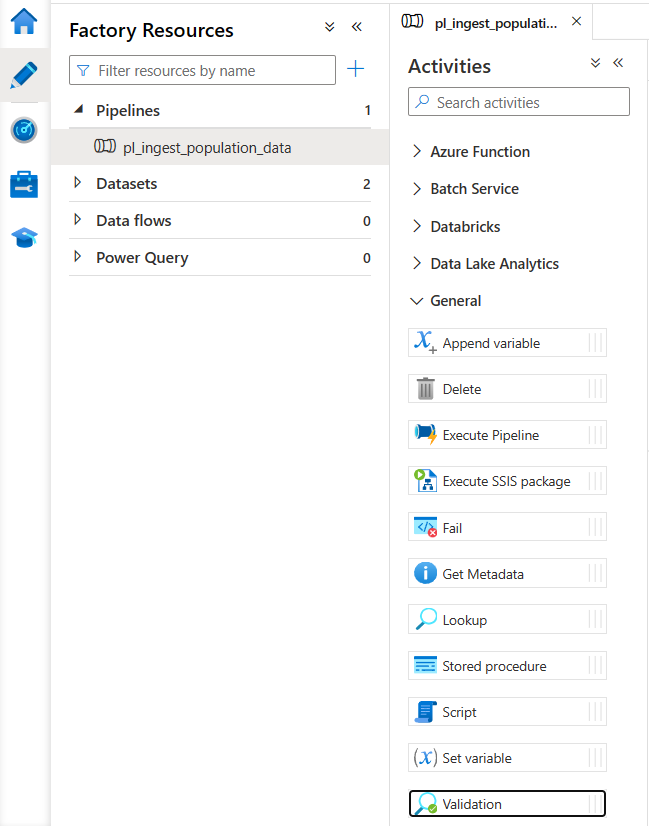 Factory Resources
Filter resources by name
Pipelines 1
pl_ingest_population_data
Datasets 2
Data flows 0
Power Query 0
pl_ingest_populati...
Activities
Search activities
Azure Function
Batch Service
Databricks
Data Lake Analytics
General
Append variable
Delete
Execute Pipeline
Execute SSIS package
Fail
Get Metadata
Lookup
Stored procedure
Script
(x) Set variable
Validation